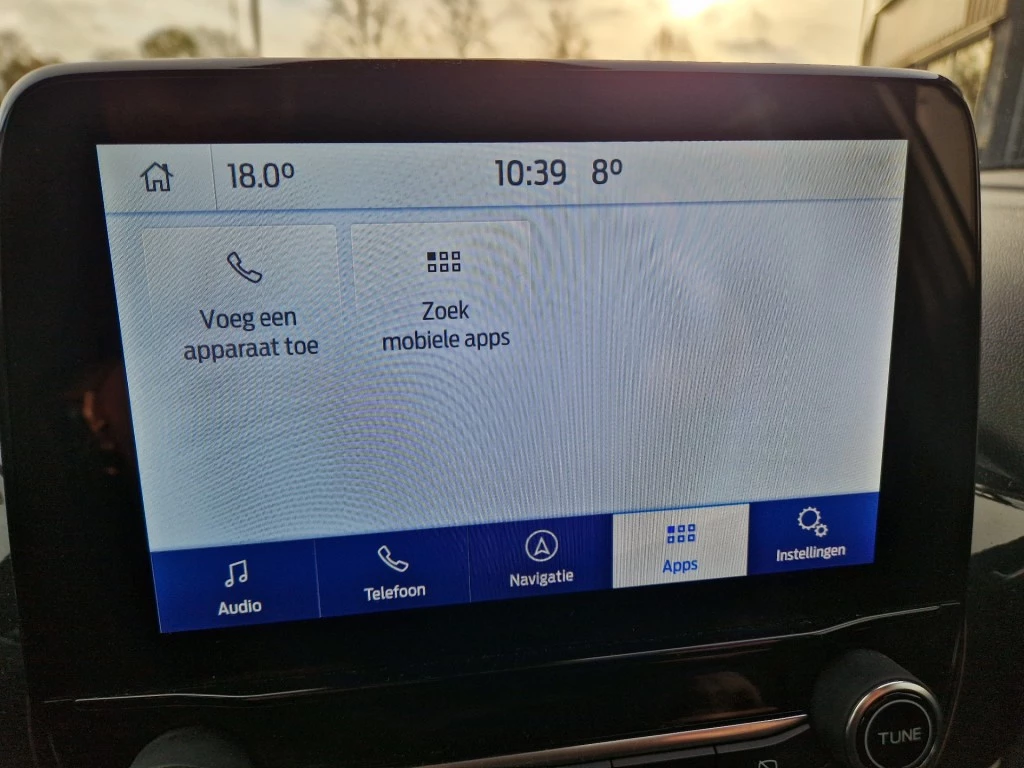 18.0º
10:39 8º
Voeg een
apparaat toe
Zoek
mobiele apps
Audio
Telefoon
Navigatie
Apps
Instellingen
TUNE